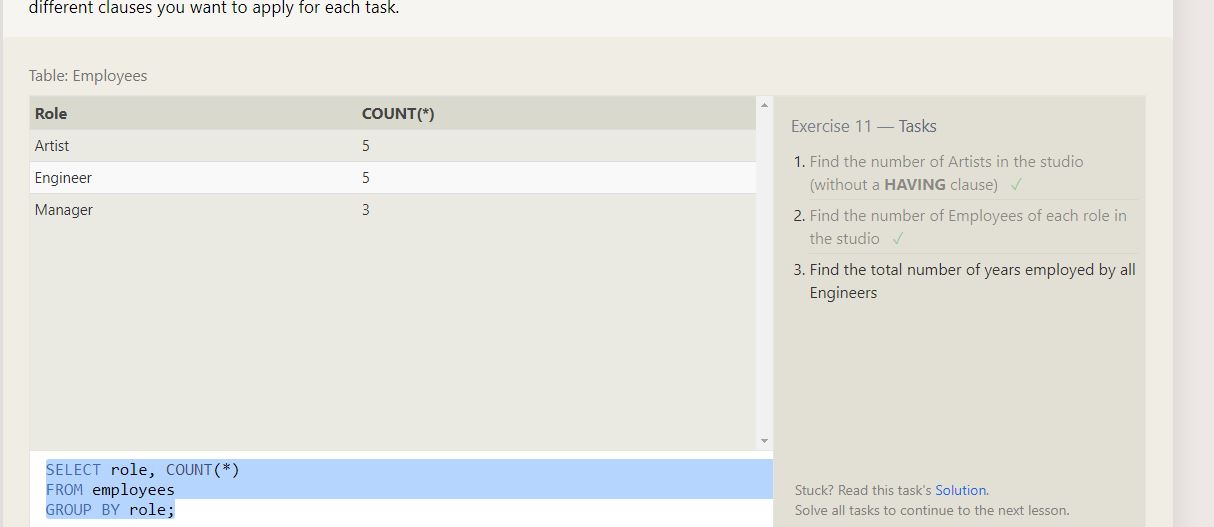 different clauses you want to apply for each task.
Table: Employees
Role COUNT(*)
Artist 5
Engineer 5
Manager 3
Exercise 11 — Tasks
1. Find the number of Artists in the studio
(without a HAVING clause) ✓
2. Find the number of Employees of each role in
the studio ✓
3. Find the total number of years employed by all
Engineers
SELECT role, COUNT(*)
FROM employees
GROUP BY role;
Stuck? Read this task's Solution.
Solve all tasks to continue to the next lesson.